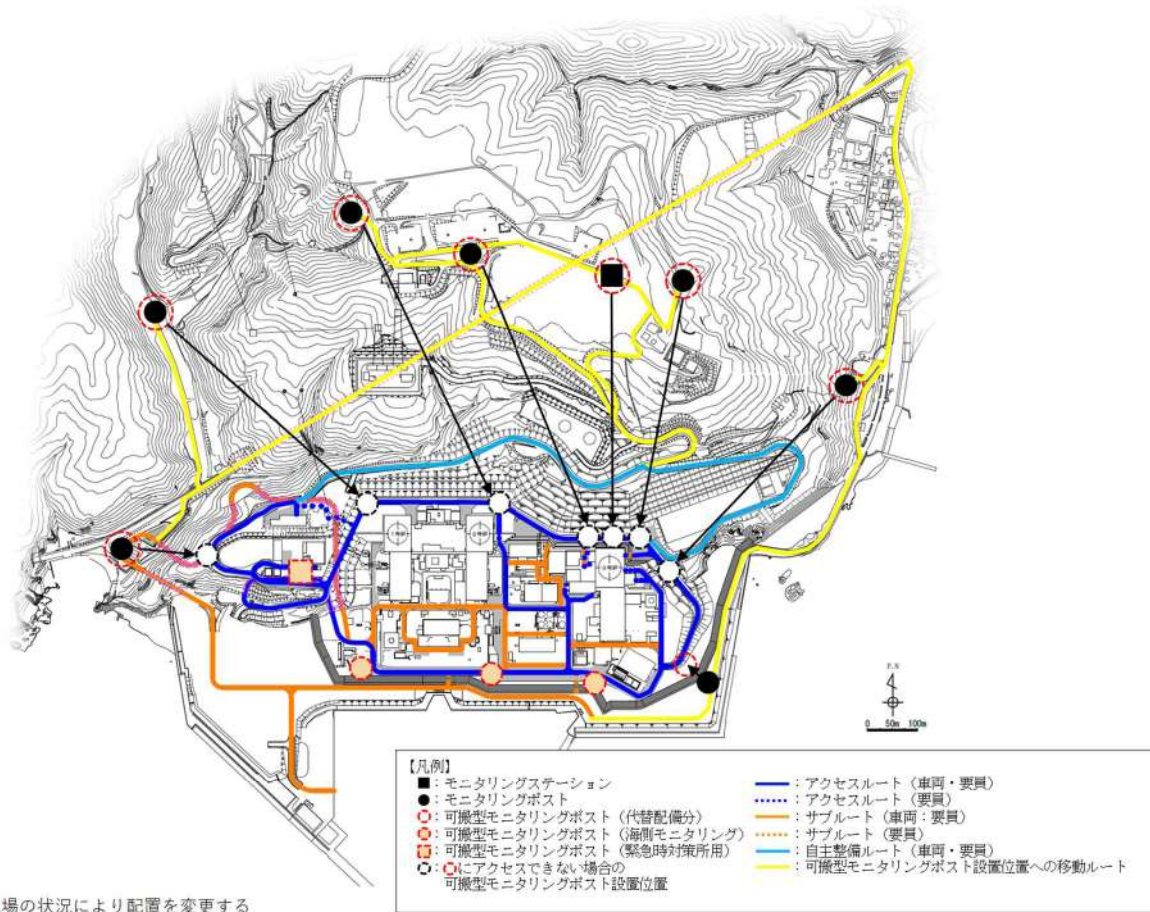 1号炉
2号炉
3号炉
P.N
0 50m 100m
【凡例】
■：モニタリングステーション
●：モニタリングポスト
：可搬型モニタリングポスト（代替配備分）
：可搬型モニタリングポスト（海側モニタリング）
：可搬型モニタリングポスト（緊急時対策所用）
：にアクセスできない場合の
可搬型モニタリングポスト設置位置
：アクセスルート（車両・要員）
：アクセスルート（要員）
：サブルート（車両・要員）
：サブルート（要員）
：自主整備ルート（車両・要員）
：可搬型モニタリングポスト設置位置への移動ルート
場の状況により配置を変更する